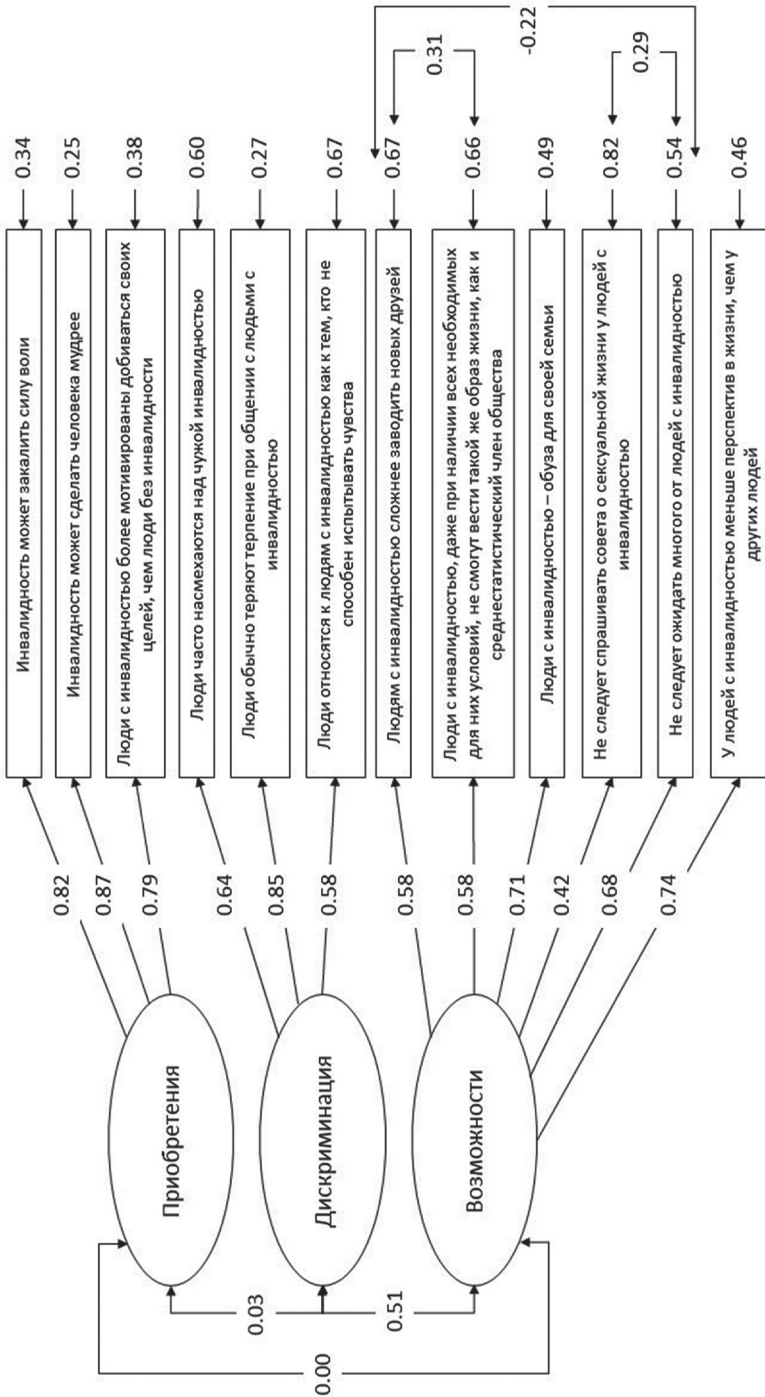 0.00
0.03
0.51
Приобретения
Дискриминация
Возможности
0.82
0.87
0.79
0.64
0.85
0.58
0.58
0.58
0.71
0.42
0.68
0.74
Инвалидность может закалить силу воли
Инвалидность может сделать человека мудрее
Люди с инвалидностью более мотивированы добиваться своих
целей, чем люди без инвалидности
Люди часто насмехаются над чужой инвалидностью
Люди обычно теряют терпение при общении с людьми с
инвалидностью
Люди относятся к людям с инвалидностью как к тем, кто не
способен испытывать чувства
Людям с инвалидностью сложнее заводить новых друзей
Люди с инвалидностью, даже при наличии всех необходимых
для них условий, не смогут вести такой же образ жизни, как и
среднестатистический член общества
Люди с инвалидностью – обуза для своей семьи
Не следует спрашивать совета о сексуальной жизни у людей с
инвалидностью
Не следует ожидать многого от людей с инвалидностью
У людей с инвалидностью меньше перспектив в жизни, чем у
других людей
0.34
0.25
0.38
0.60
0.27
0.67
0.67
0.66
0.49
0.82
0.54
0.46
0.31
0.29
-0.22